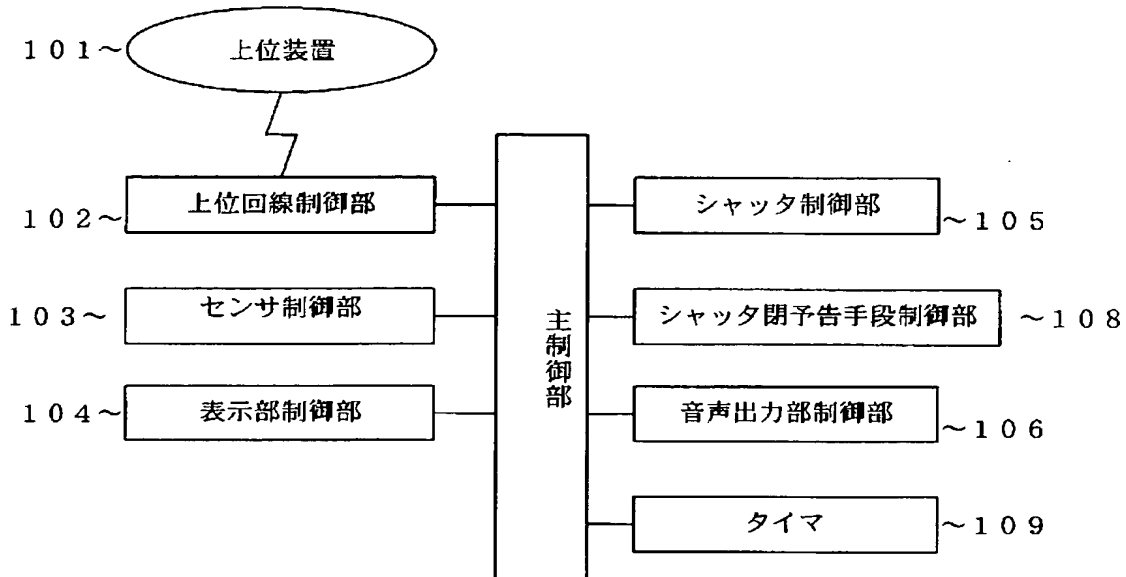 １０１～ 上位装置
１０２～ 上位回線制御部
１０３～ センサ制御部
１０４～ 表示部制御部
主制御部
シャッタ制御部 ～１０５
シャッタ閉予告手段制御部 ～１０８
音声出力部制御部 ～１０６
タイマ ～１０９